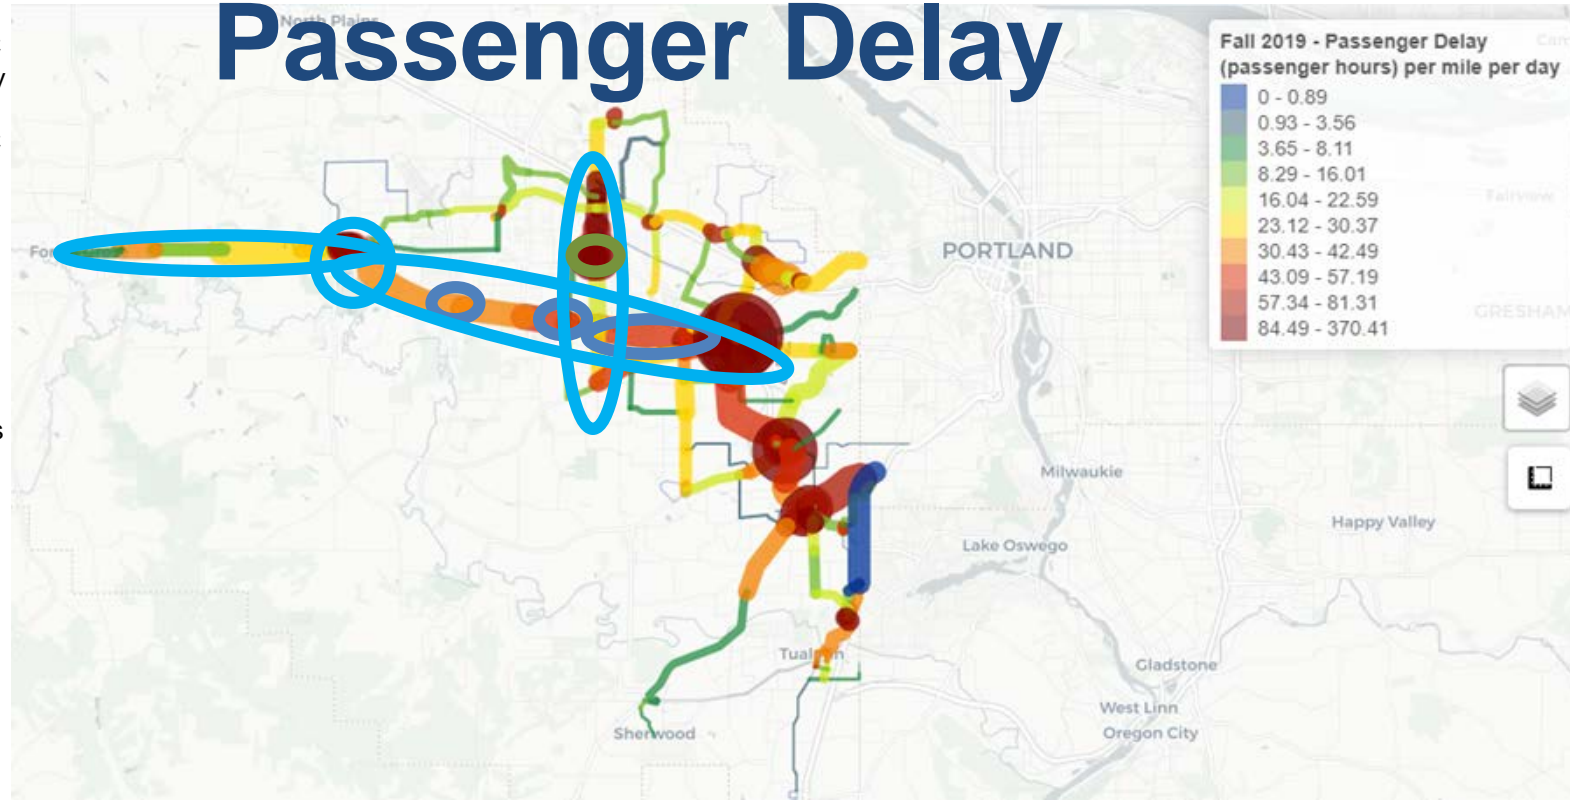 North Plains
Passenger Delay
Fall 2019 - Passenger Delay
(passenger hours) per mile per day
0 - 0.89
0.93 - 3.56
3.65 - 8.11
8.29 - 16.01
16.04 - 22.59
23.12 - 30.37
30.43 - 42.49
43.09 - 57.19
57.34 - 81.31
84.49 - 370.41
Fairview
PORTLAND
GRESHAM
Milwaukie
Happy Valley
Lake Oswego
Gladstone
West Linn
Oregon City
Sherwood